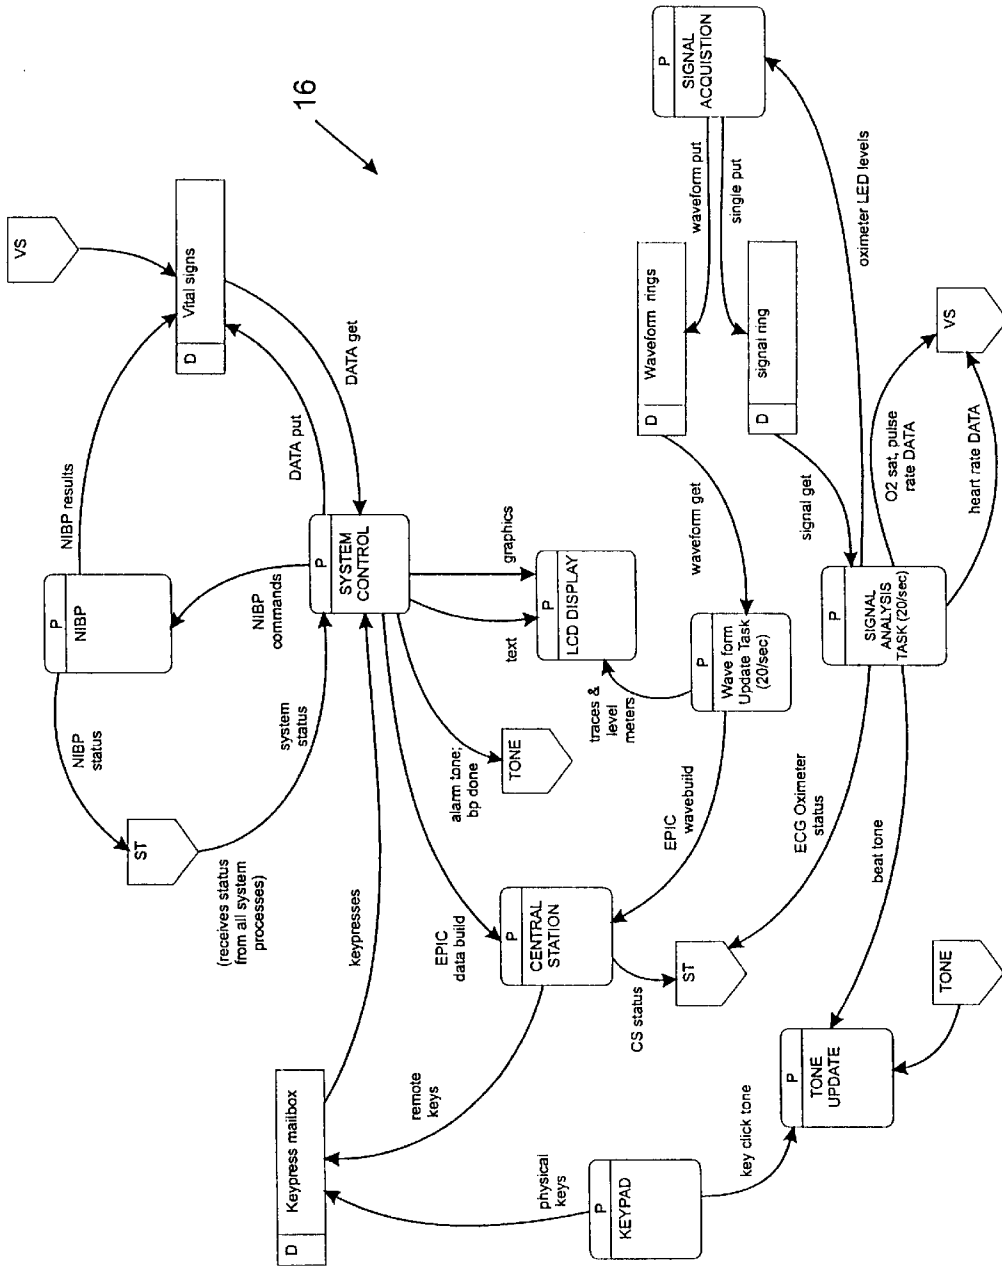 16
VS
D
Vital signs
NIBP results
DATA put
DATA get
P
NIBP
NIBP
commands
NIBP
status
ST
system
status
(receives status
from all system
processes)
P
SYSTEM
CONTROL
keypresses
D
Keypress mailbox
EPIC
data build
alarm tone;
bp done
TONE
text
graphics
P
LCD DISPLAY
traces &
level
meters
P
SIGNAL
ACQUISTION
waveform put
single put
D
Waveform rings
D
signal ring
waveform get
signal get
P
Wave form
Update Task
(20/sec)
EPIC
wavebuild
P
CENTRAL
STATION
remote
keys
CS status
ST
oximeter LED levels
P
SIGNAL
ANALYSIS
TASK (20/sec)
O2 sat, pulse
rate DATA
VS
heart rate DATA
ECG Oximeter
status
beat tone
P
KEYPAD
physical
keys
key click tone
P
TONE
UPDATE
TONE